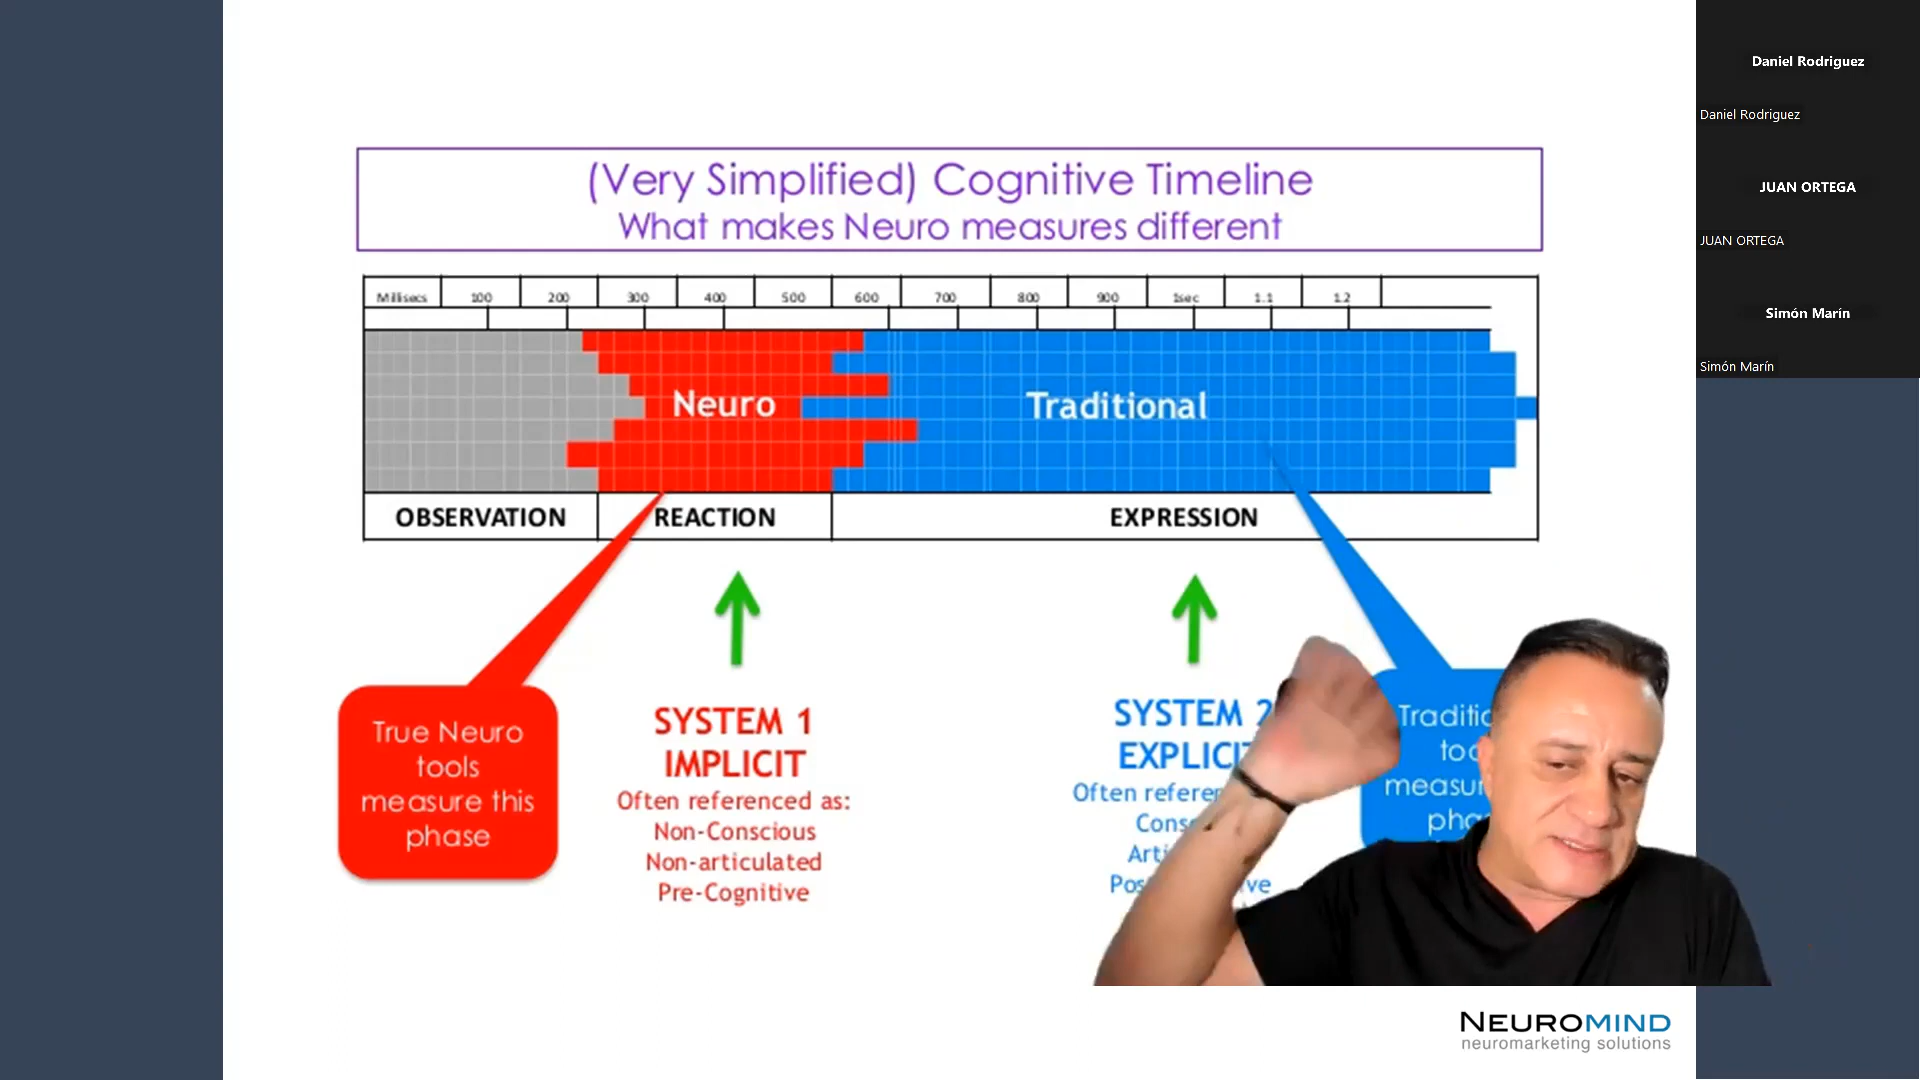 (Very Simplified) Cognitive Timeline
What makes Neuro measures different
Millisecs 100 200 300 400 500 600 700 800 900 1sec 1.1 1.2
Neuro
Traditional
OBSERVATION
REACTION
EXPRESSION
True Neuro
tools
measure this
phase
SYSTEM 1
IMPLICIT
Often referenced as:
Non-Conscious
Non-articulated
Pre-Cognitive
SYSTEM 2
Often
NEUROMIND
neuromarketing solutions
Daniel Rodriguez
Daniel Rodriguez
JUAN ORTEGA
JUAN ORTEGA
Simón Marín
Simón Marín